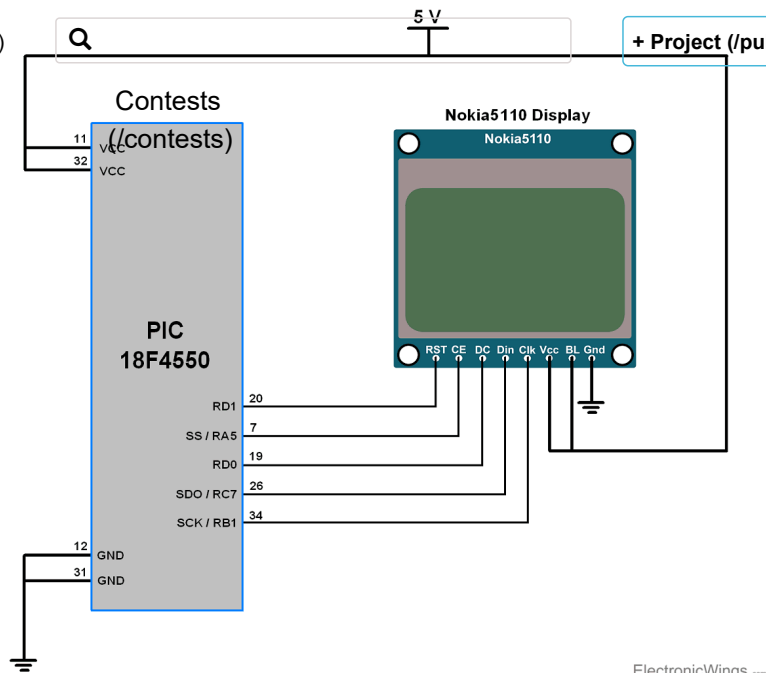 5 V
)
+ Project (/pu
Contests
(/contests)
Nokia5110 Display
Nokia5110
11
VCC
32
VCC
PIC
18F4550
RST CE DC Din Clk Vcc BL Gnd
RD1 20
SS / RA5 7
RD0 19
SDO / RC7 26
SCK / RB1 34
12 GND
31 GND
ElectronicWings